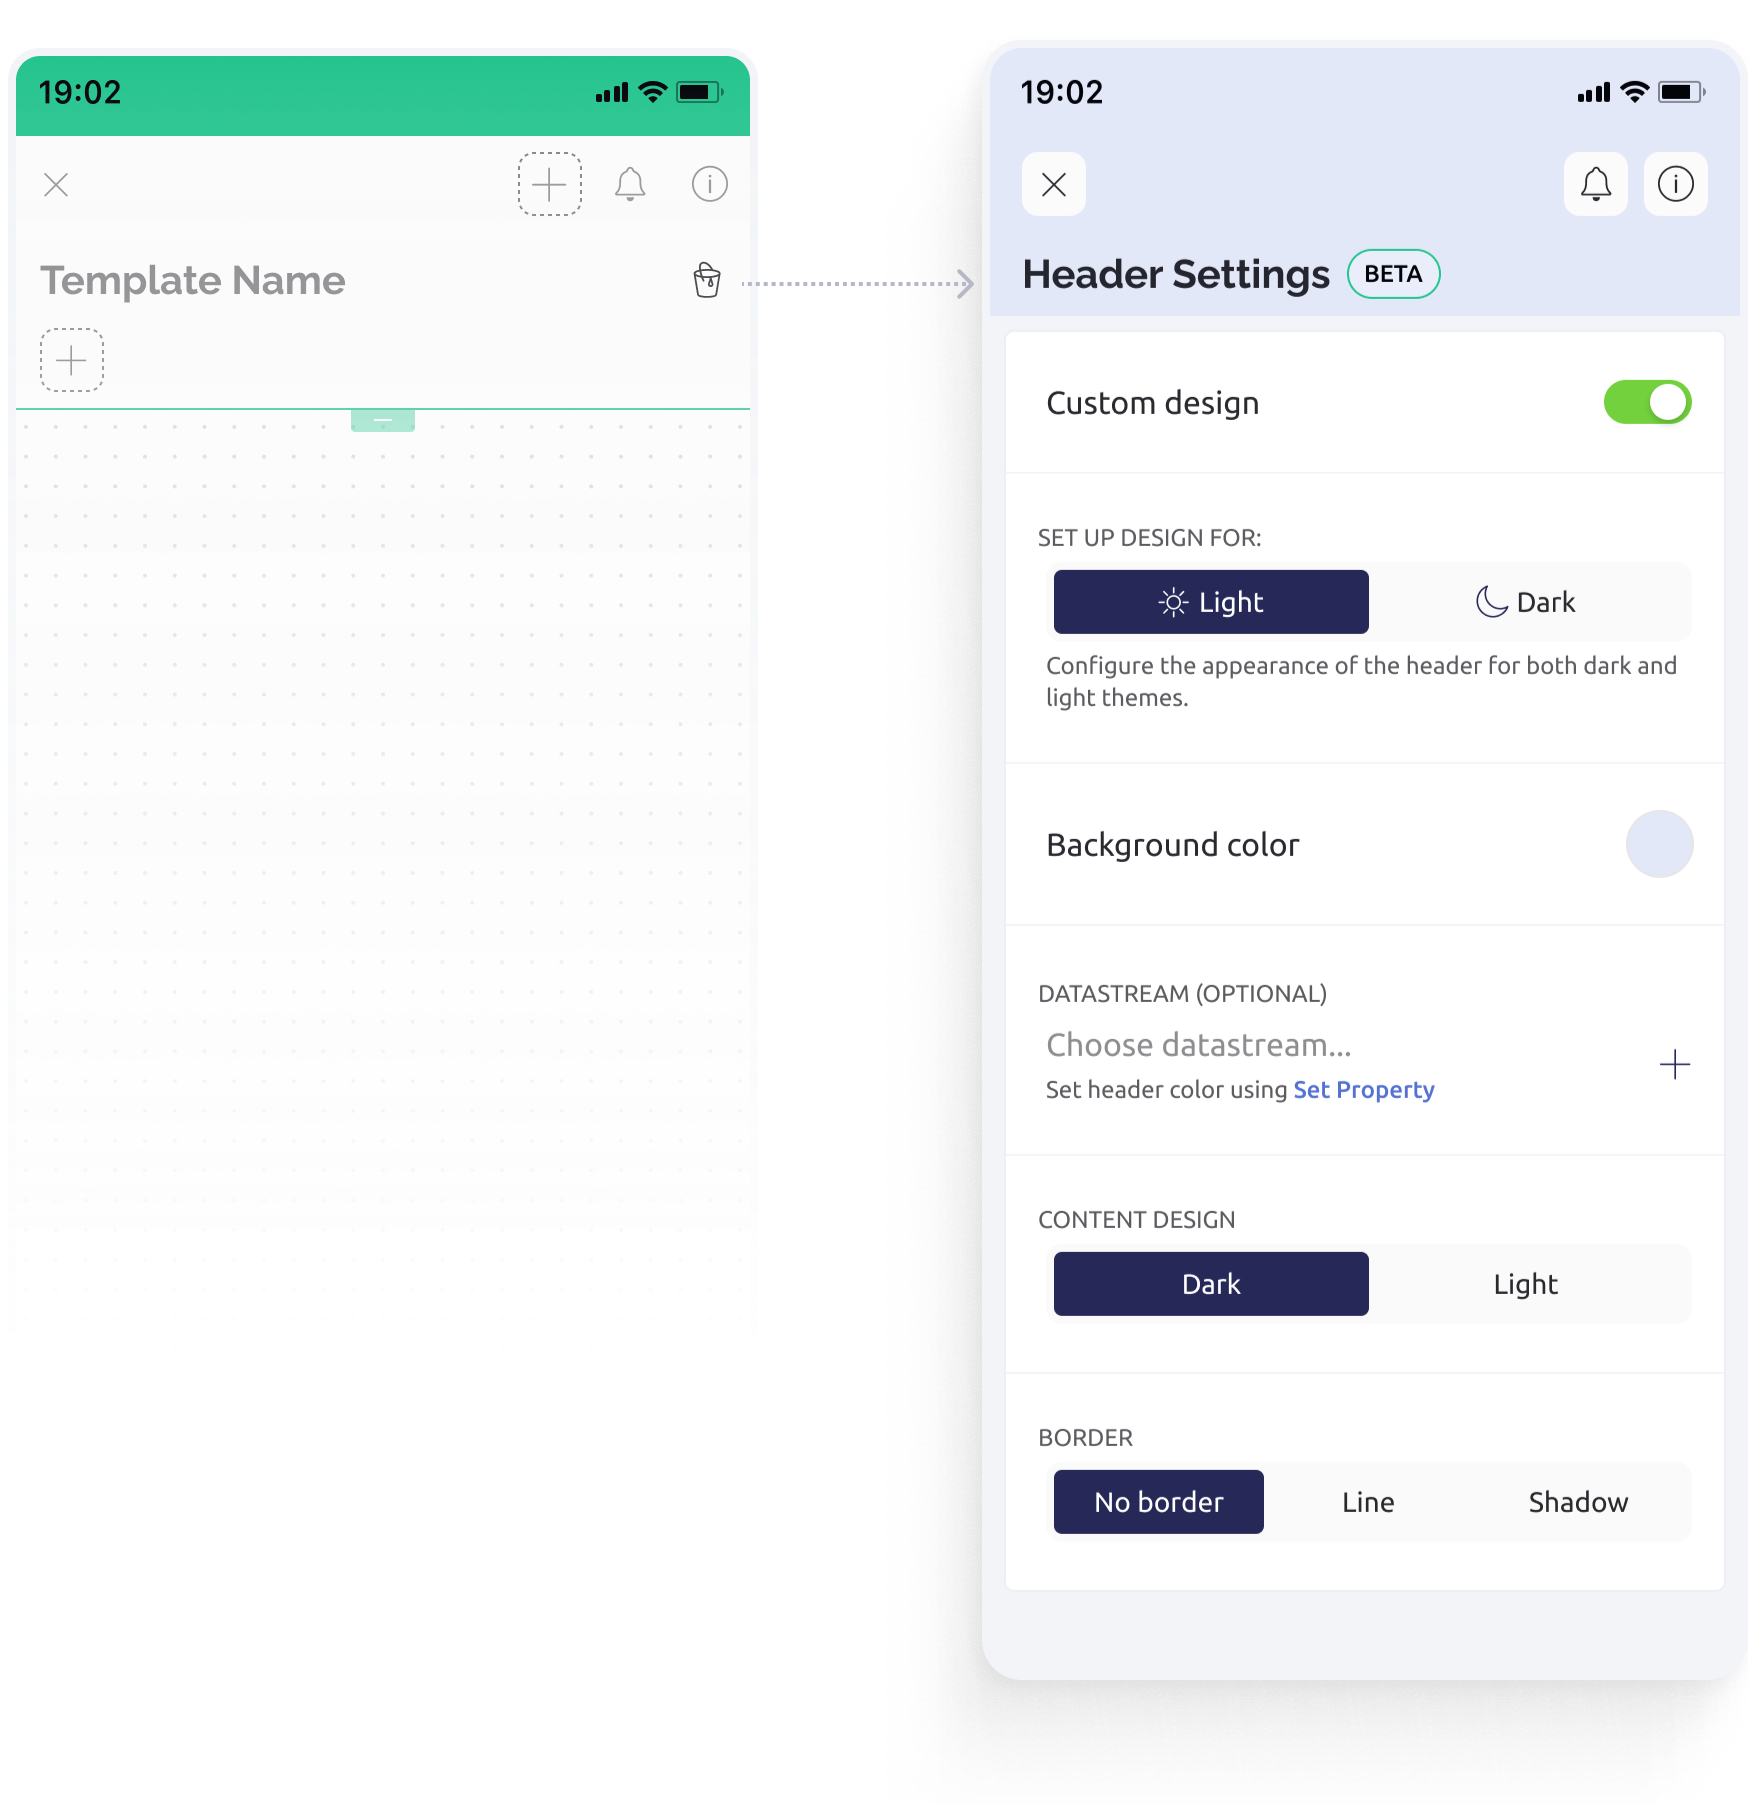 19:02
Template Name
19:02
Header Settings BETA
Custom design
SET UP DESIGN FOR:
Light Dark
Configure the appearance of the header for both dark and
light themes.
Background color
DATASTREAM (OPTIONAL)
Choose datastream...
Set header color using Set Property
CONTENT DESIGN
Dark Light
BORDER
No border Line Shadow